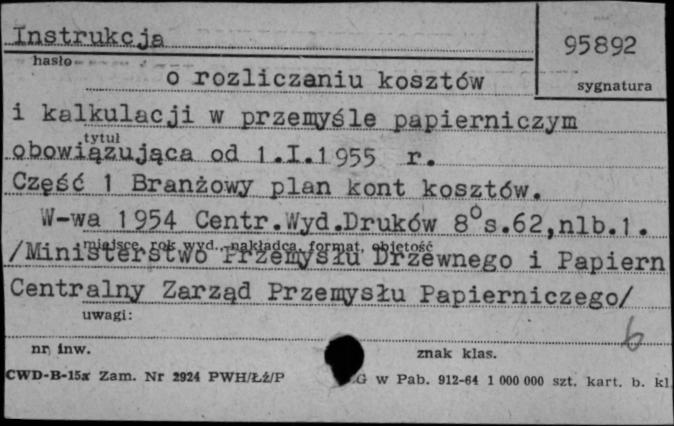 Instrukcja
95892
hasło
sygnatura
o rozliczaniu kosztów
i kalkulacji w przemyśle papierniczym
tytuł
obowiązująca od 1.I.1955 r.
Część 1 Branżowy plan kont kosztów.
W-wa 1954 Centr.Wyd.Druków 8° s.62,nlb.1.
miejsce, rok wyd., nakładca, format, objętość
/Ministerstwo Przemysłu Drzewnego i Papiern
Centralny Zarząd Przemysłu Papierniczego/
uwagi:
6
nr. inw.
znak klas.
CWD-B-15x Zam. Nr 2924 PWH/Łź/P
G w Pab. 912-64 1 000 000 szt. kart. b. kl